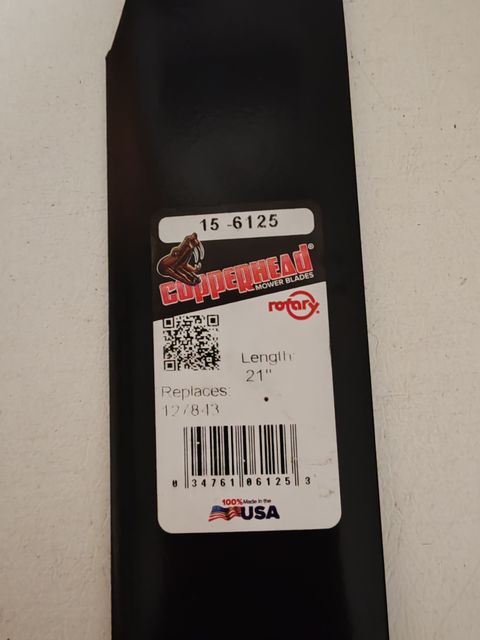 15-6125
COPPERHEAD®
MOWER BLADES
rotary®
Length:
21"
Replaces:
127843
0 34761 06125 3
100% Made in the
USA